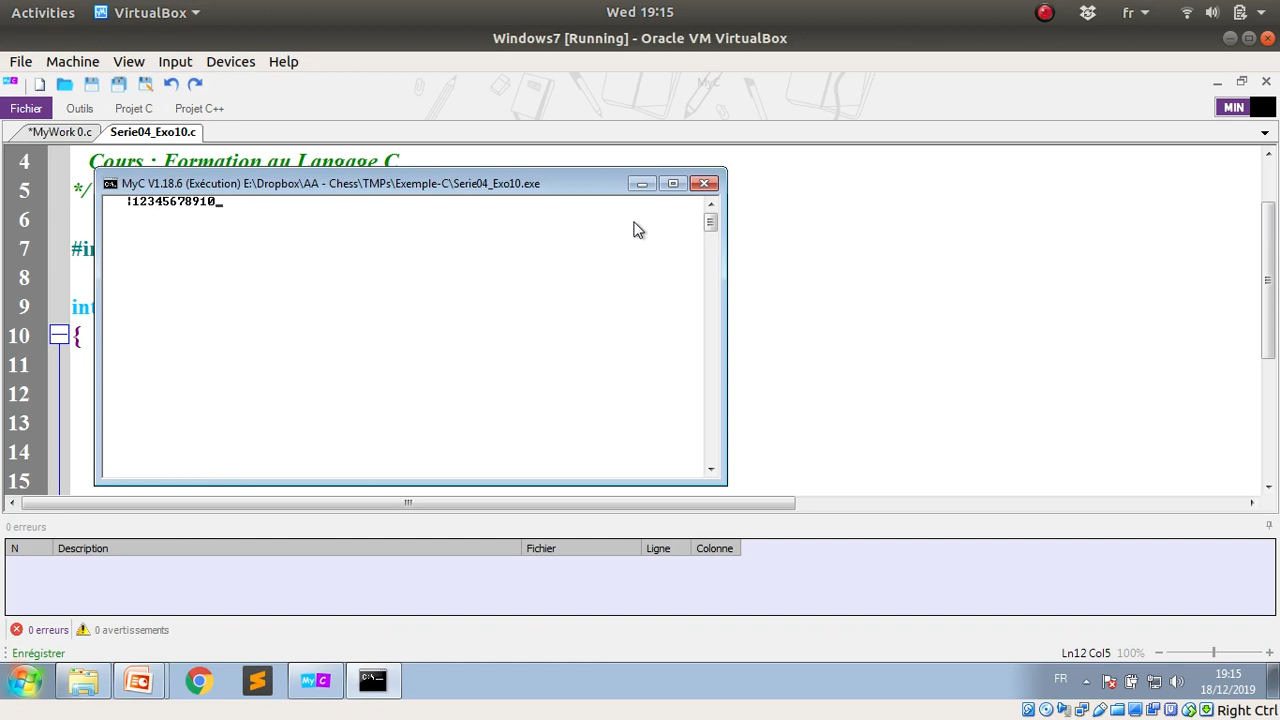 Activities VirtualBox Wed 19:15 fr
Windows7 [Running] - Oracle VM VirtualBox
File Machine View Input Devices Help
MyC
Fichier Outils Projet C Projet C++ MIN
*MyWork 0.c Serie04_Exo10.c
4 Cours : Formation au Langage C
MyC V1.18.6 (Exécution) E:\Dropbox\AA - Chess\TMPs\Exemple-C\Serie04_Exo10.exe
5 */
¦12345678910_
6
7 #in
8
9 int
10 {
11
12
13
14
15
0 erreurs
N Description Fichier Ligne Colonne
0 erreurs 0 avertissements
Enrégistrer Ln12 Col5 100%
MyC C:\. FR 19:15
18/12/2019
Right Ctrl